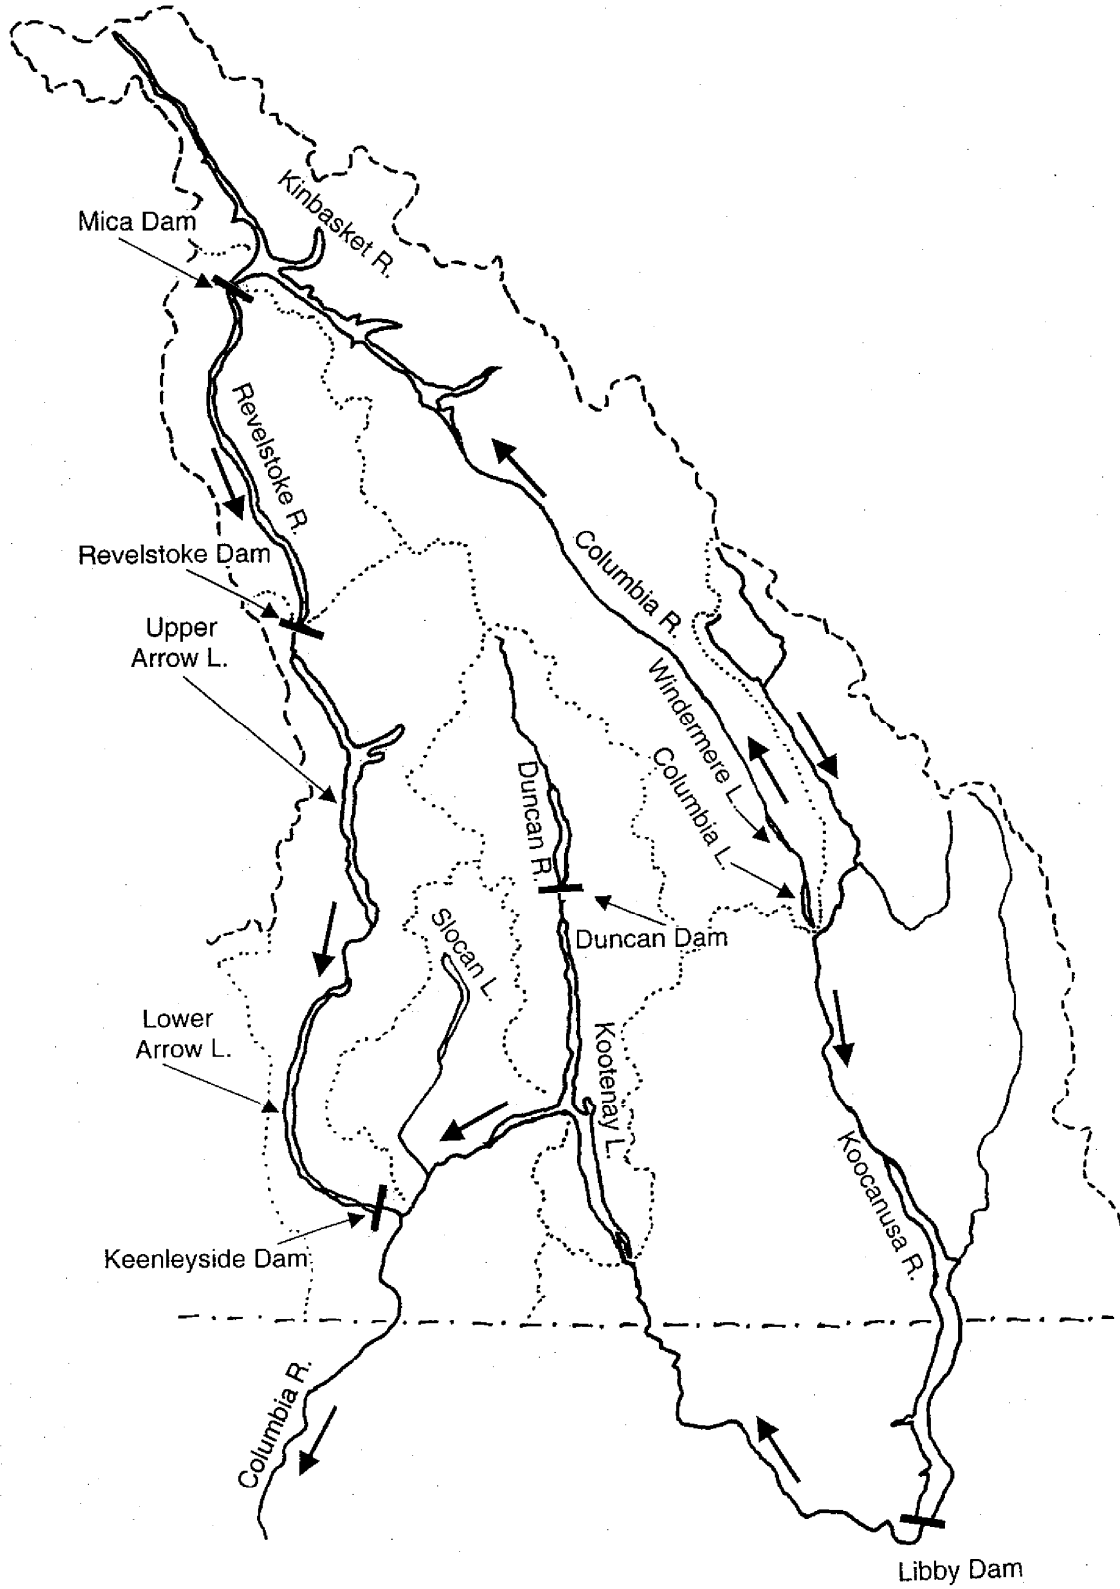 Kinbasket R.
Mica Dam
Revelstoke R.
Columbia R.
Revelstoke Dam
Upper
Arrow L.
Windermere L.
Columbia L.
Duncan R.
Slocan L.
Duncan Dam
Lower
Arrow L.
Kootenay L.
Koocanusa R.
Keenleyside Dam
Columbia R.
Libby Dam